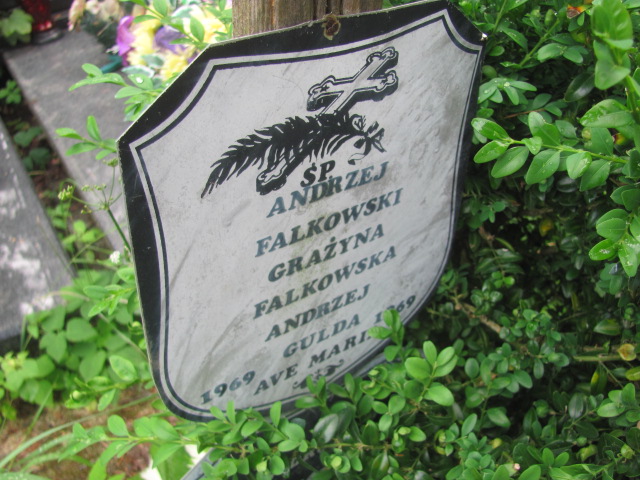 ŚP.
ANDRZEJ
FALKOWSKI
GRAŻYNA
FALKOWSKA
ANDRZEJ
GULDA
1969 1969
AVE MARIA